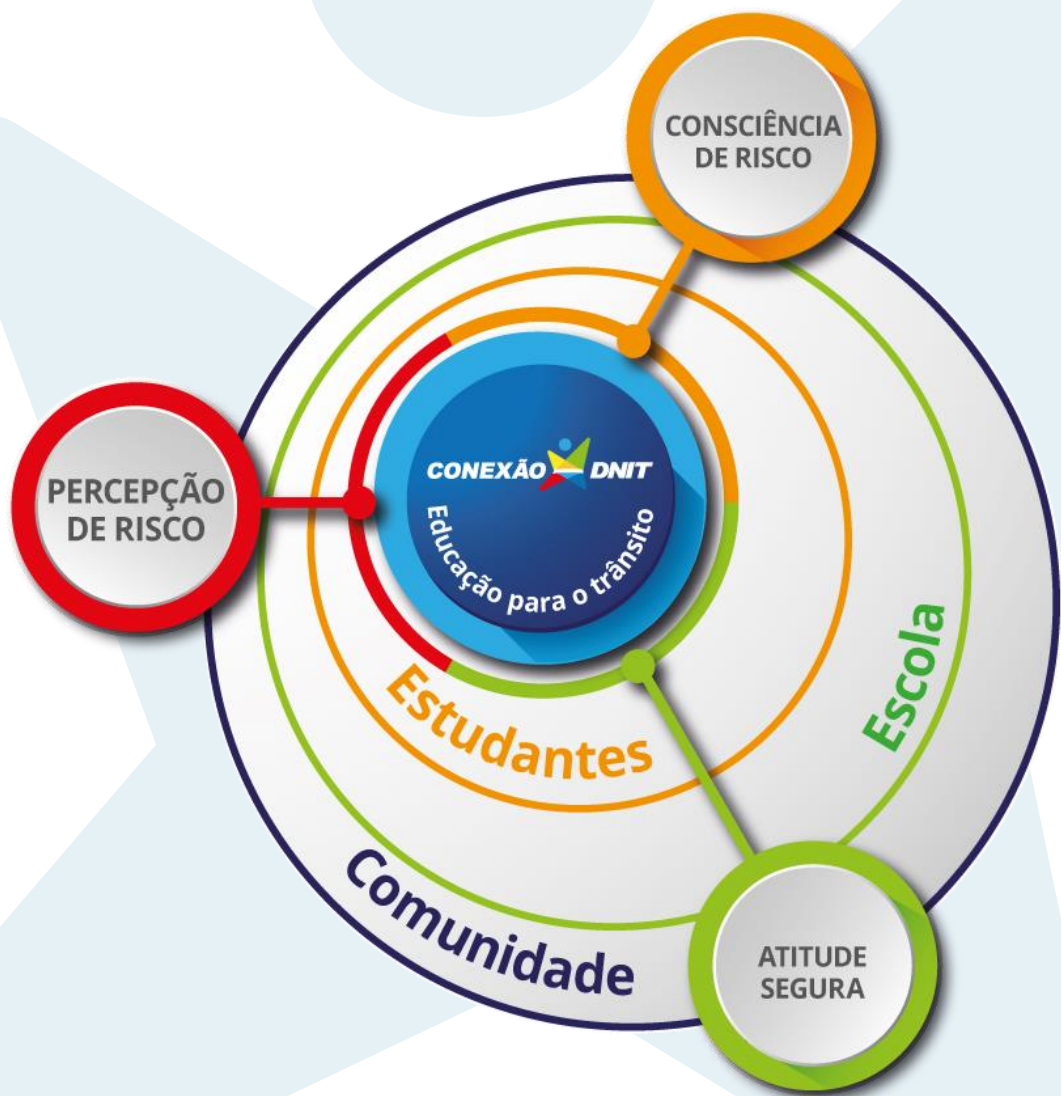 CONSCIÊNCIA
DE RISCO
PERCEPÇÃO
DE RISCO
CONEXÃO DNIT
Educação para o trânsito
Estudantes
Escola
Comunidade
ATITUDE
SEGURA